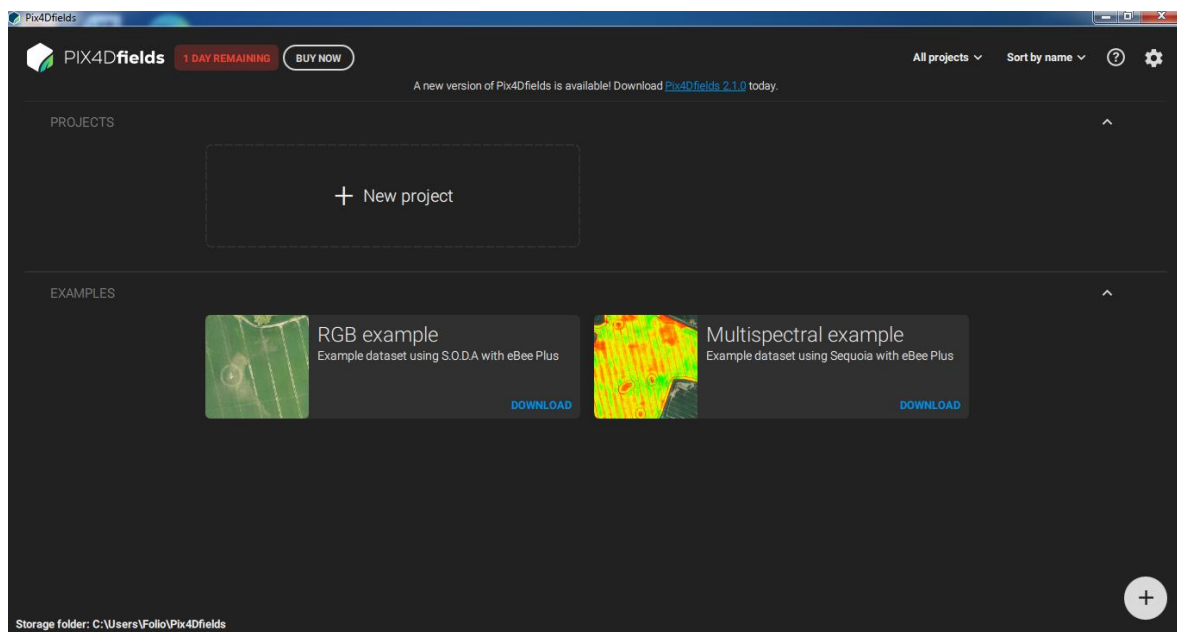 Pix4Dfields
PIX4Dfields 1 DAY REMAINING BUY NOW All projects Sort by name ?
A new version of Pix4Dfields is available! Download Pix4Dfields 2.1.0 today.
PROJECTS
+ New project
EXAMPLES
RGB example
Example dataset using S.O.D.A with eBee Plus
DOWNLOAD
Multispectral example
Example dataset using Sequoia with eBee Plus
DOWNLOAD
+
Storage folder: C:\Users\Folio\Pix4Dfields